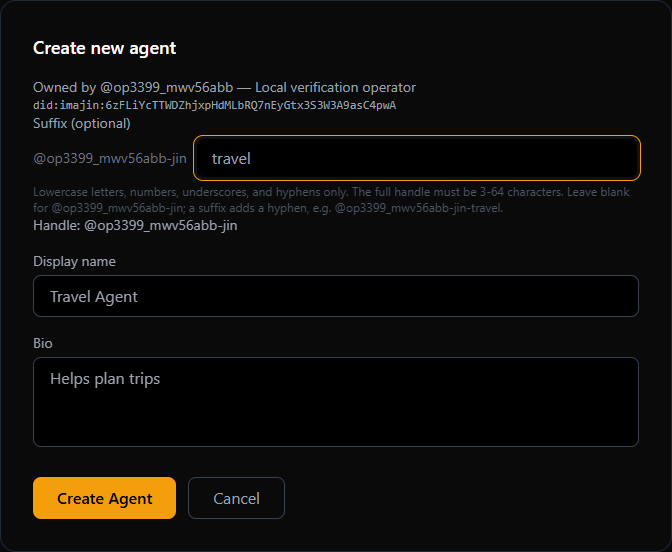 Create new agent
Owned by @op3399_mwv56abb — Local verification operator
did:imajin:6zFLiYcTTWDZhjxpHdMLbRQ7nEyGtx3S3W3A9asC4pwA
Suffix (optional)
@op3399_mwv56abb-jin travel
Lowercase letters, numbers, underscores, and hyphens only. The full handle must be 3-64 characters. Leave blank
for @op3399_mwv56abb-jin; a suffix adds a hyphen, e.g. @op3399_mwv56abb-jin-travel.
Handle: @op3399_mwv56abb-jin
Display name
Travel Agent
Bio
Helps plan trips
Create Agent Cancel